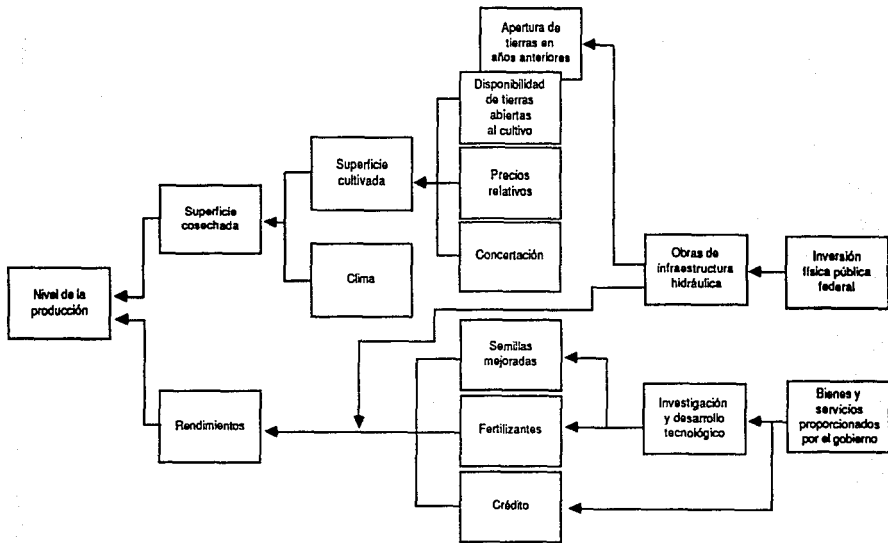 Apertura de
tierras en
años anteriores
Disponibilidad
de tierras
abiertas
al cultivo
Superficie
cultivada
Precios
relativos
Superficie
cosechada
Concertación
Clima
Obras de
infraestructura
hidráulica
Inversión
física pública
federal
Nivel de la
producción
Semillas
mejoradas
Rendimientos
Fertilizantes
Investigación
y desarrollo
tecnológico
Bienes y
servicios
proporcionados
por el gobierno
Crédito